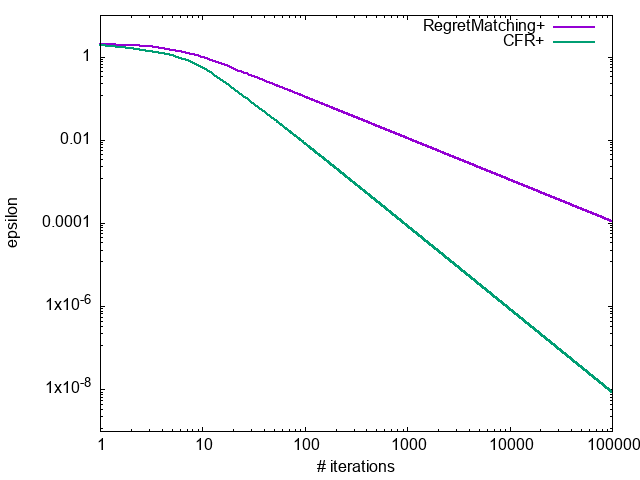 RegretMatching+
CFR+
1
0.01
0.0001
1x10^-6
1x10^-8
epsilon
1 10 100 1000 10000 100000
# iterations